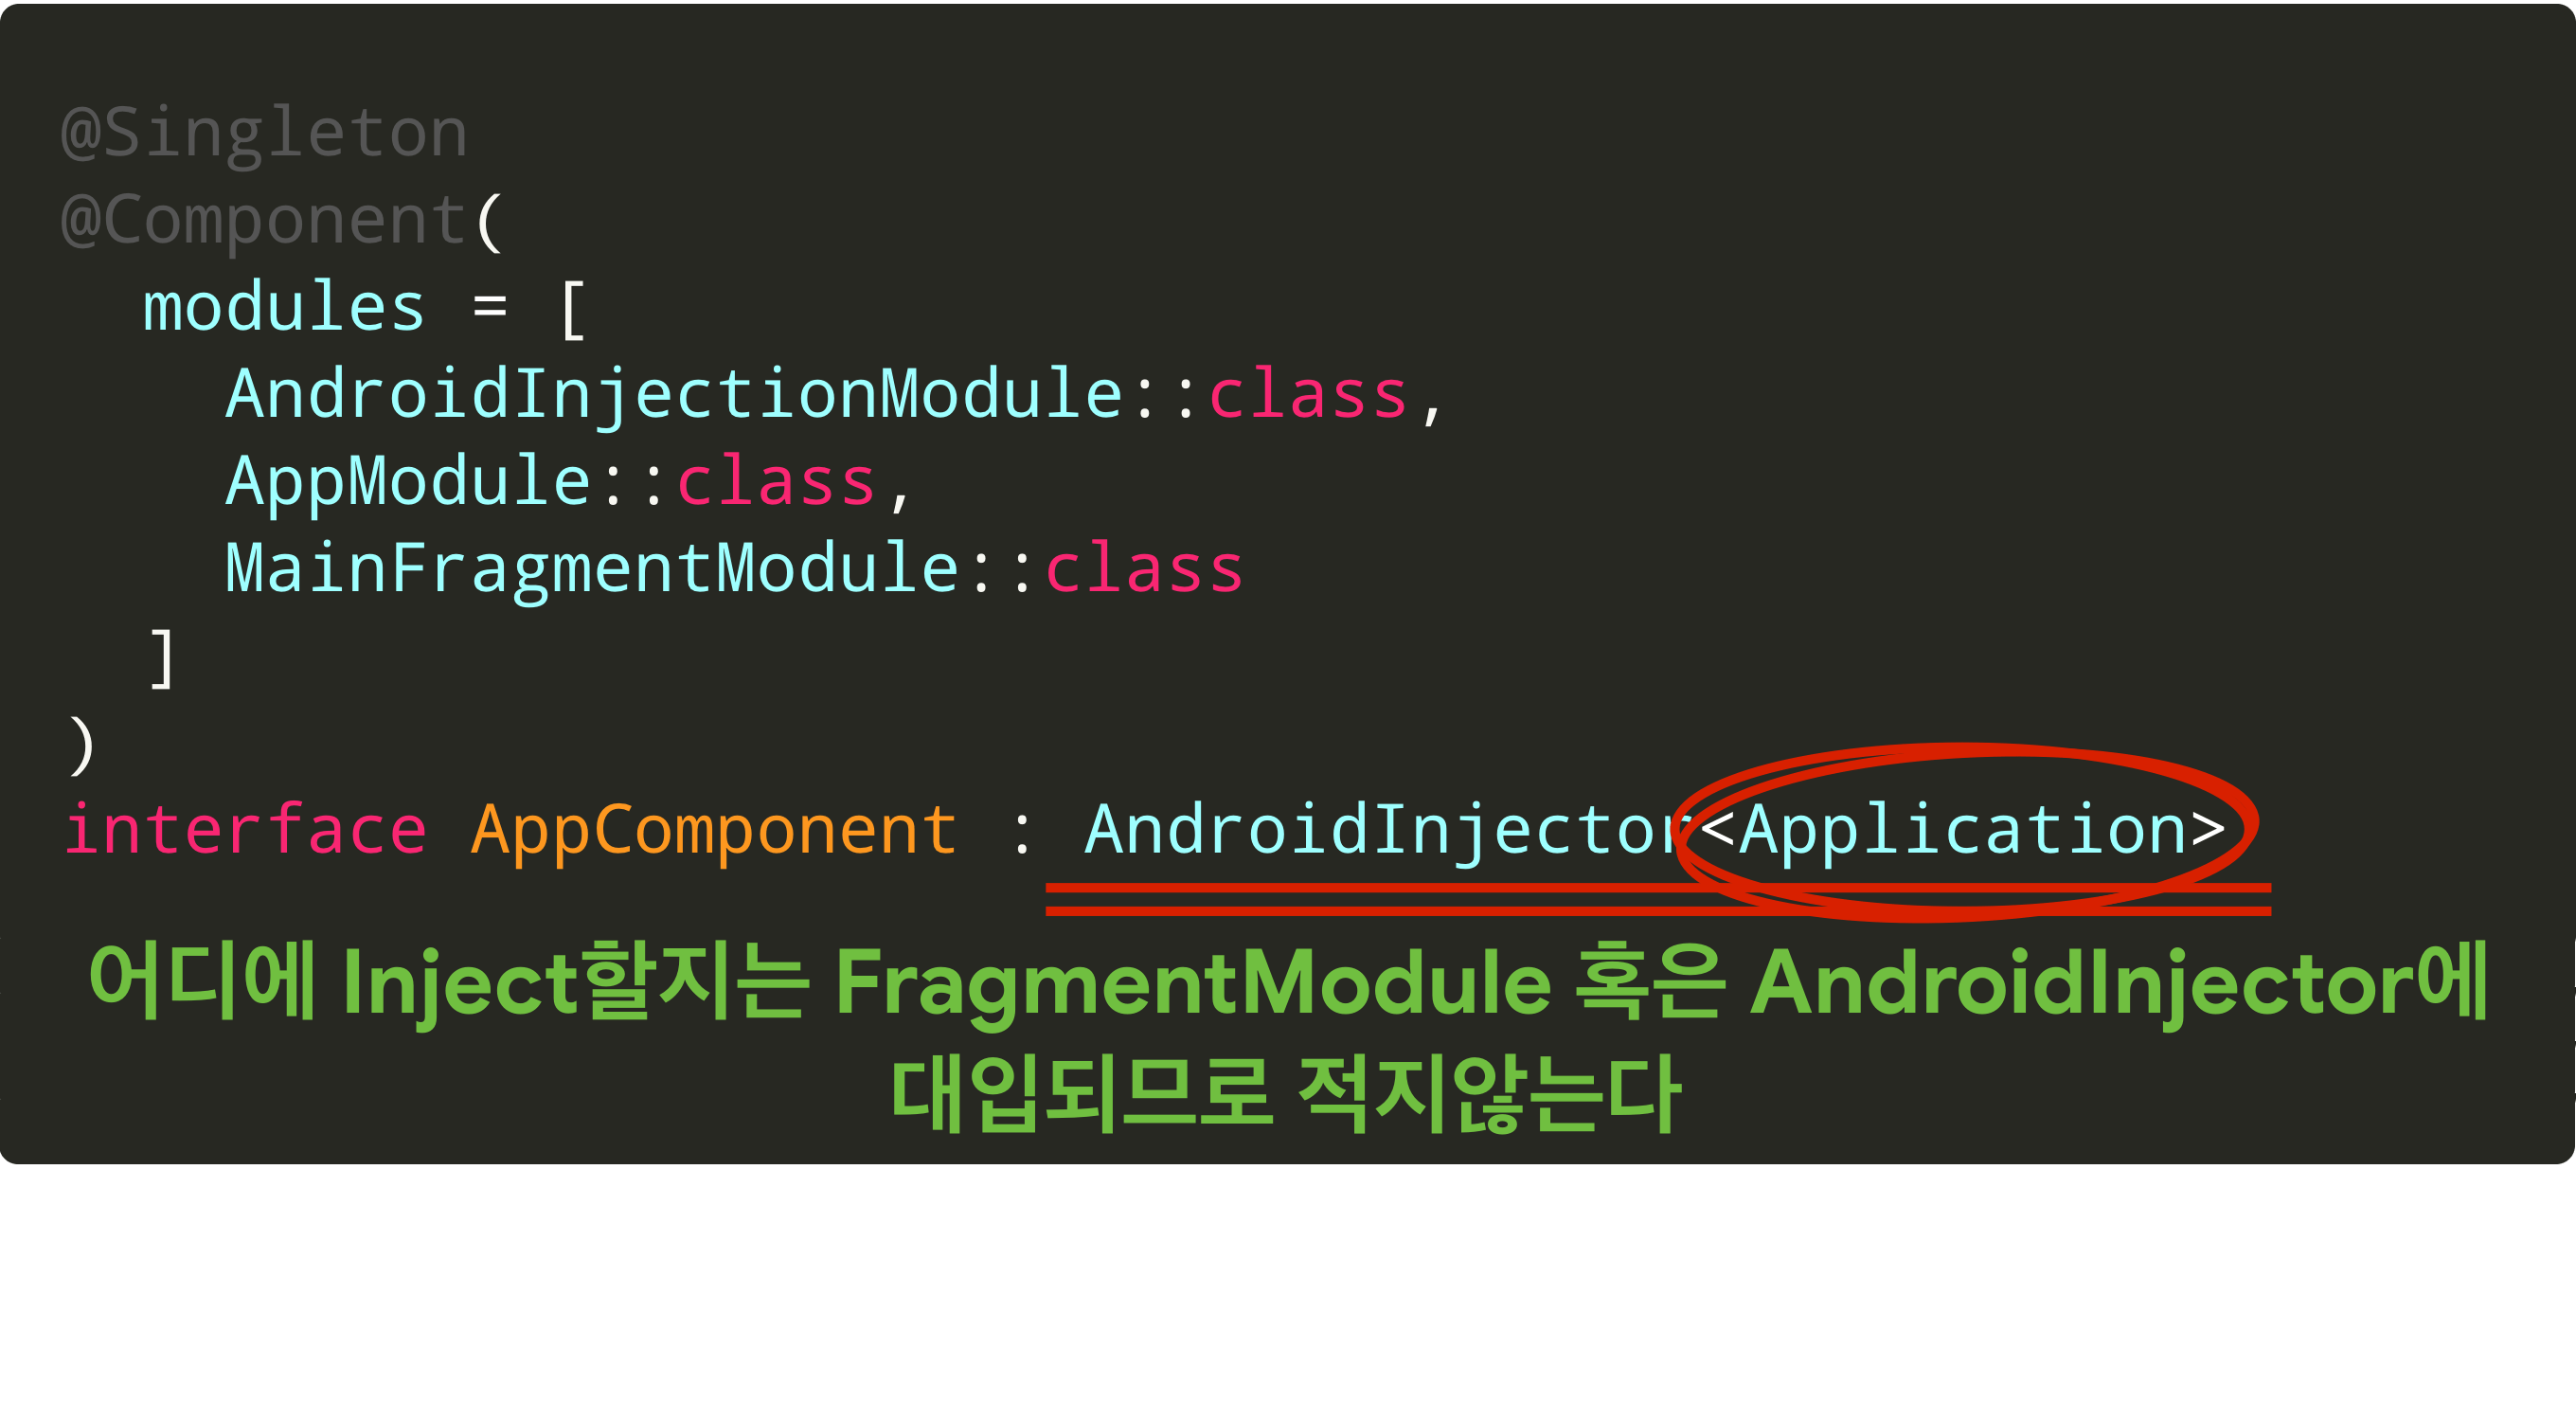 @Singleton
@Component(
  modules = [
    AndroidInjectionModule::class,
    AppModule::class,
    MainFragmentModule::class
  ]
)
interface AppComponent : AndroidInjector<Application>
어디에 Inject할지는 FragmentModule 혹은 AndroidInjector에
대입되므로 적지않는다